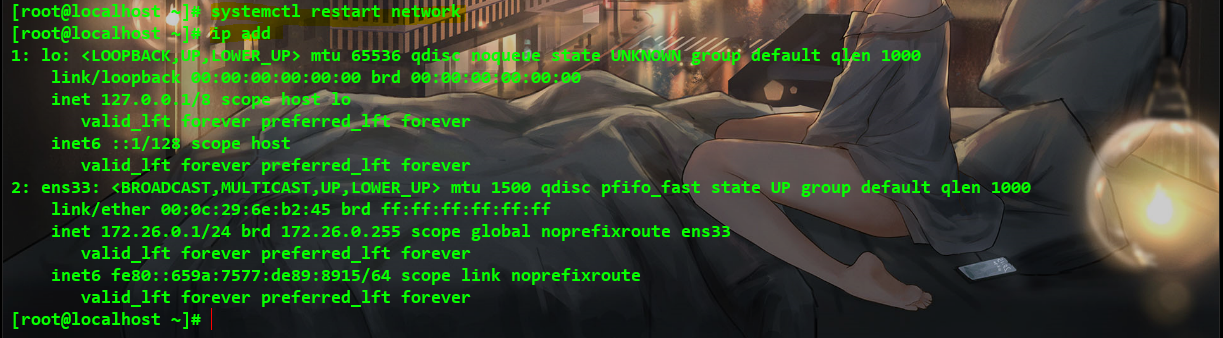 [root@localhost ~]# systemctl restart network
[root@localhost ~]# ip add
1: lo: <LOOPBACK,UP,LOWER_UP> mtu 65536 qdisc noqueue state UNKNOWN group default qlen 1000
    link/loopback 00:00:00:00:00:00 brd 00:00:00:00:00:00
    inet 127.0.0.1/8 scope host lo
       valid_lft forever preferred_lft forever
    inet6 ::1/128 scope host
       valid_lft forever preferred_lft forever
2: ens33: <BROADCAST,MULTICAST,UP,LOWER_UP> mtu 1500 qdisc pfifo_fast state UP group default qlen 1000
    link/ether 00:0c:29:6e:b2:45 brd ff:ff:ff:ff:ff:ff
    inet 172.26.0.1/24 brd 172.26.0.255 scope global noprefixroute ens33
       valid_lft forever preferred_lft forever
    inet6 fe80::659a:7577:de89:8915/64 scope link noprefixroute
       valid_lft forever preferred_lft forever
[root@localhost ~]#